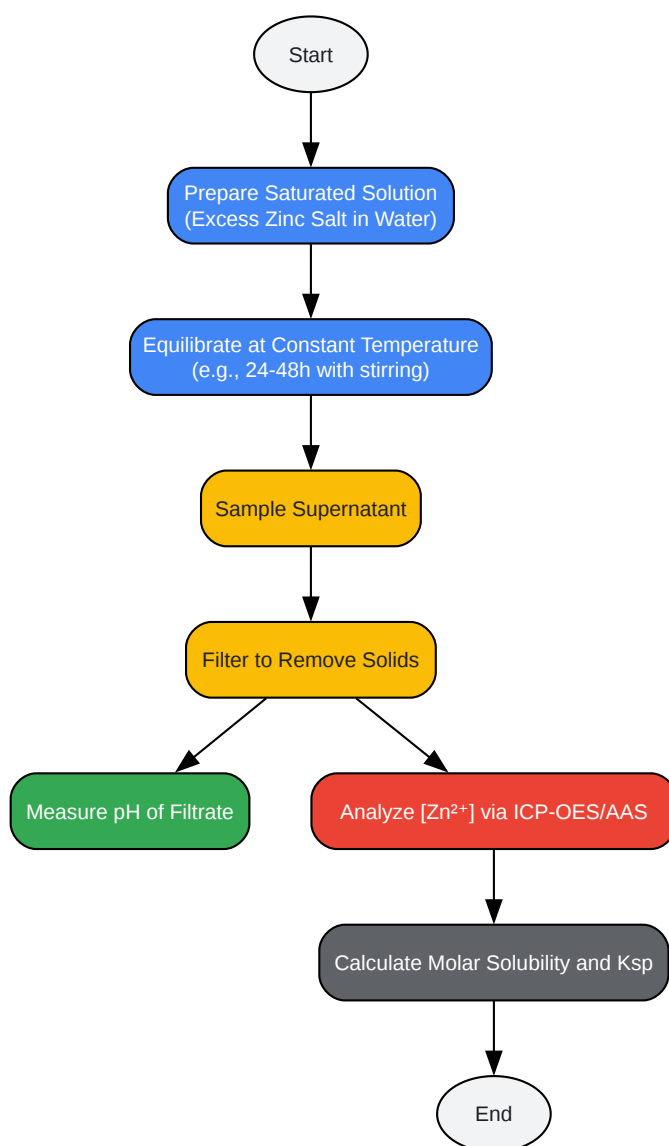 Start
Prepare Saturated Solution
(Excess Zinc Salt in Water)
Equilibrate at Constant Temperature
(e.g., 24-48h with stirring)
Sample Supernatant
Filter to Remove Solids
Measure pH of Filtrate
Analyze [Zn²⁺] via ICP-OES/AAS
Calculate Molar Solubility and Ksp
End